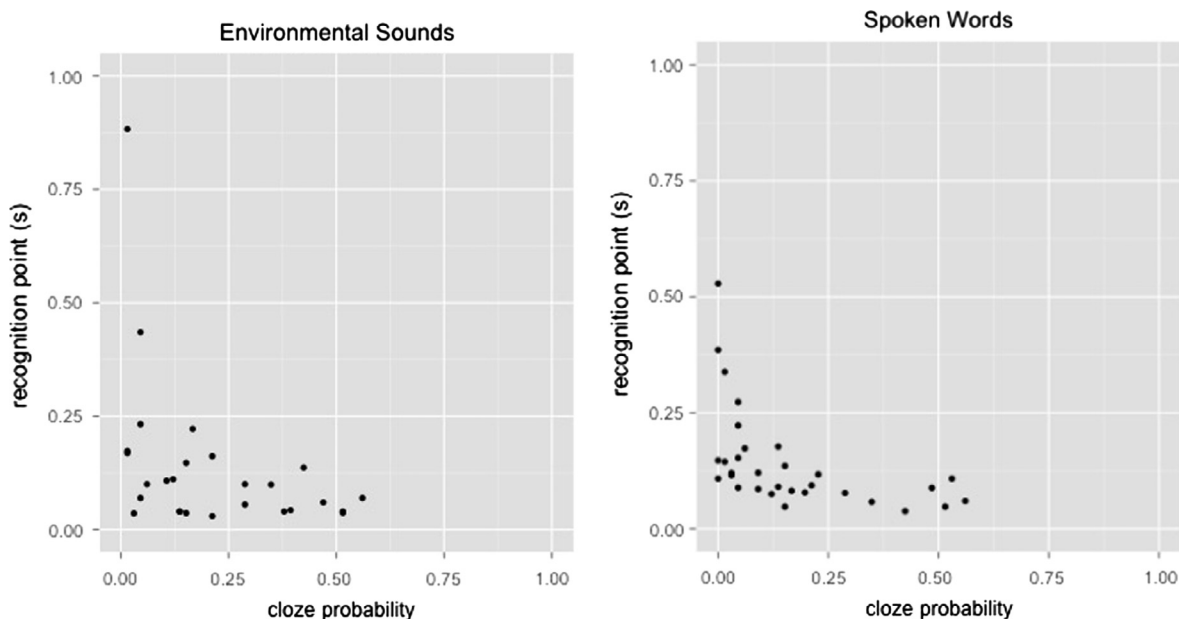 Environmental Sounds
recognition point (s)
1.00
0.75
0.50
0.25
0.00
0.00 0.25 0.50 0.75 1.00
cloze probability
Spoken Words
recognition point (s)
1.00
0.75
0.50
0.25
0.00
0.00 0.25 0.50 0.75 1.00
cloze probability